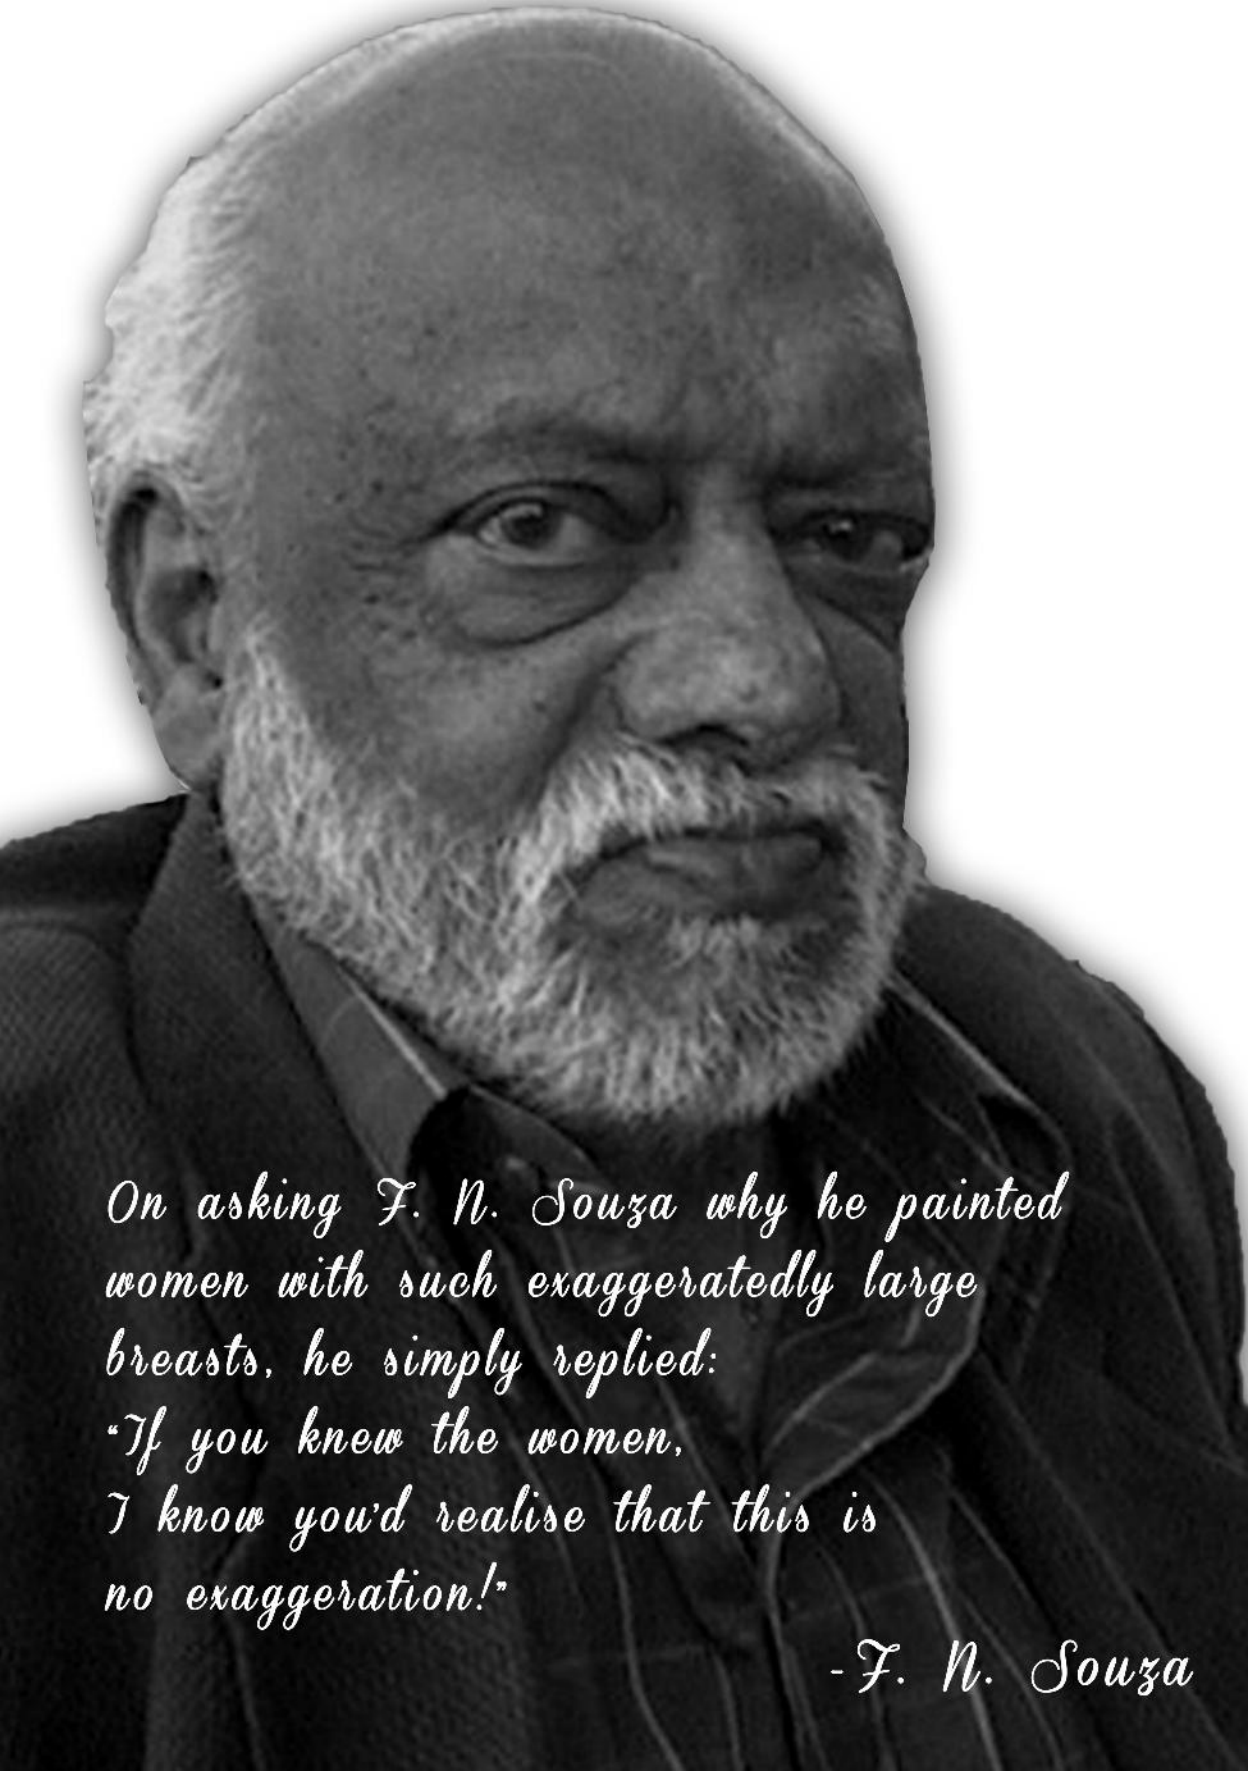 On asking F. N. Souza why he painted
women with such exaggeratedly large
breasts, he simply replied:
“If you knew the women,
I know you'd realise that this is
no exaggeration!”
-F. N. Souza